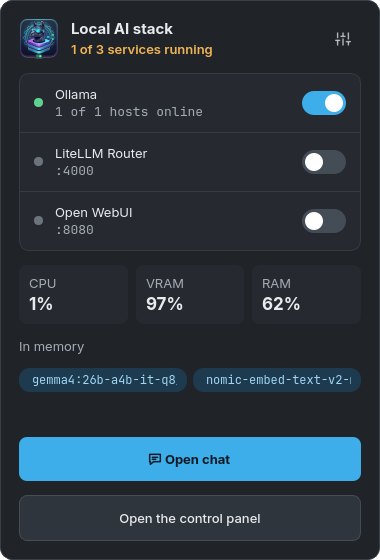 Local AI stack
1 of 3 services running
Ollama
1 of 1 hosts online
LiteLLM Router
:4000
Open WebUI
:8080
CPU
1%
VRAM
97%
RAM
62%
In memory
gemma4:26b-a4b-it-q8
nomic-embed-text-v2-
Open chat
Open the control panel